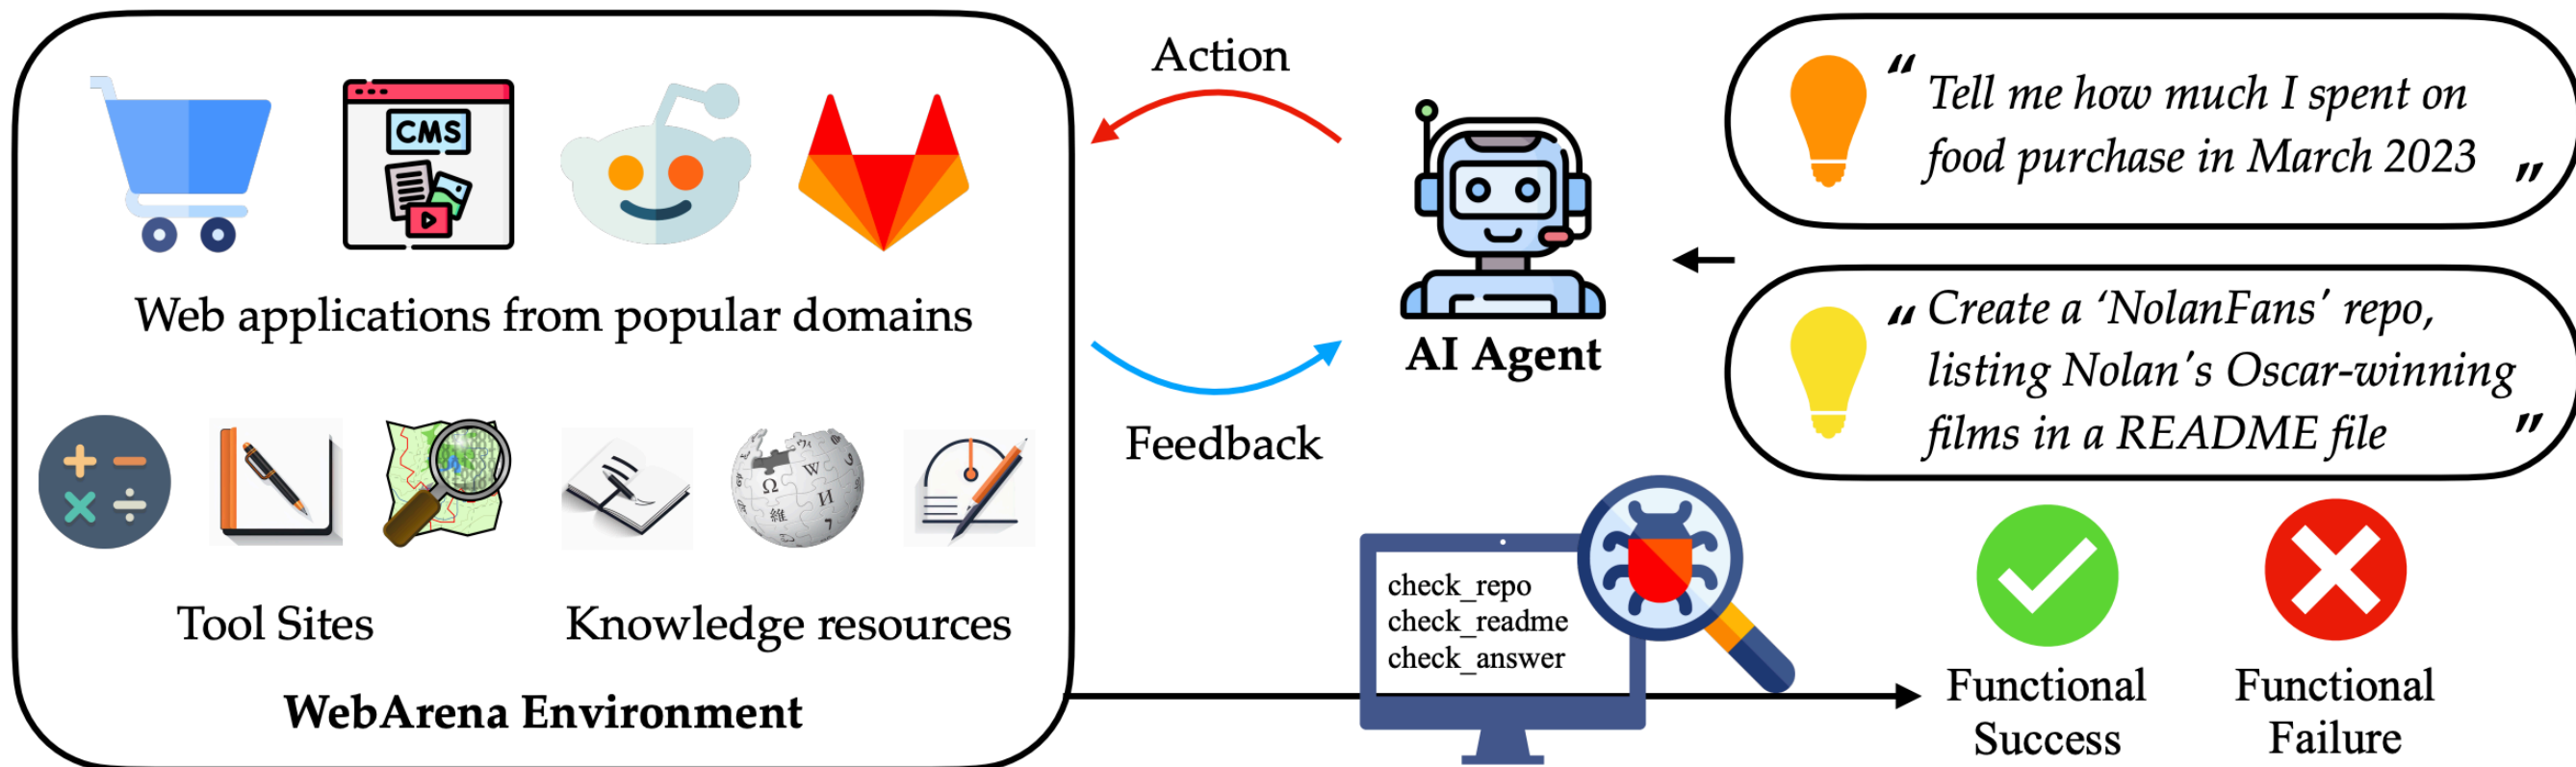 CMS
Web applications from popular domains
Tool Sites
Knowledge resources
WebArena Environment
Action
Feedback
AI Agent
“ Tell me how much I spent on
food purchase in March 2023 ”
“ Create a ‘NolanFans’ repo,
listing Nolan’s Oscar-winning
films in a README file ”
check_repo
check_readme
check_answer
Functional
Success
Functional
Failure